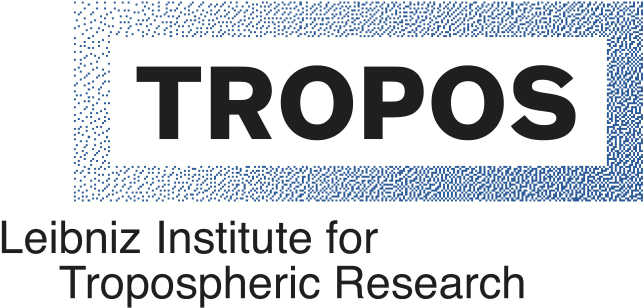 TROPOS
Leibniz Institute for
Tropospheric Research